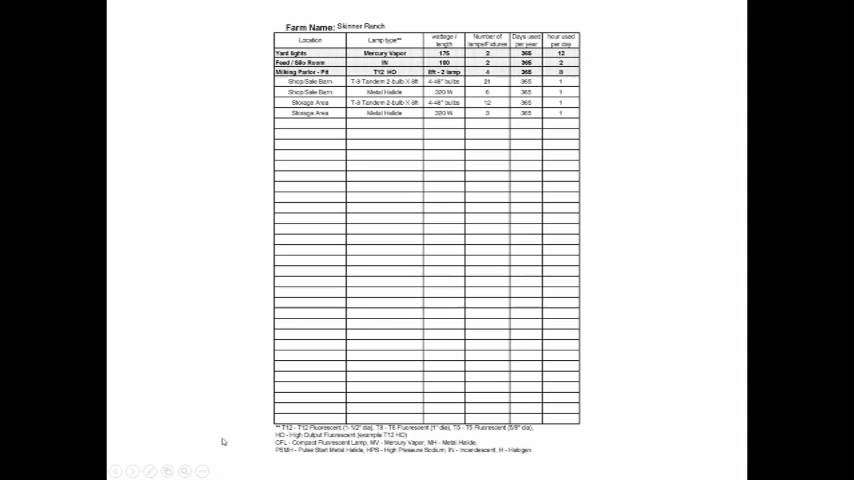 Farm Name: Skinner Ranch
Location Lamp type** wattage / length Number of lamps/Fixtures Days used per year hour used per day
Yard lights Mercury Vapor 175 2 365 12
Feed / Silo Room IN 100 2 365 2
Milking Parlor - Pit T12 HO 8ft - 2 lamp 4 365 8
Shop/Sale Barn T-8 Tandem 2-bulb X 8ft 4-48" bulbs 21 365 1
Shop/Sale Barn Metal Halide 320 W 6 365 1
Storage Area T-8 Tandem 2-bulb X 8ft 4-48" bulbs 12 365 1
Storage Area Metal Halide 320 W 3 365 1
** T12 - T12 Fluorescent (1-1/2" dia), T8 - T8 Fluorescent (1" dia), T5 - T5 Fluorescent (5/8" dia),
HO - High Output Fluorescent (example T12 HO)
CFL - Compact Fluorescent Lamp, MV - Mercury Vapor, MH - Metal Halide,
PSMH - Pulse Start Metal Halide, HPS - High Pressure Sodium, IN - Incandescent, H - Halogen